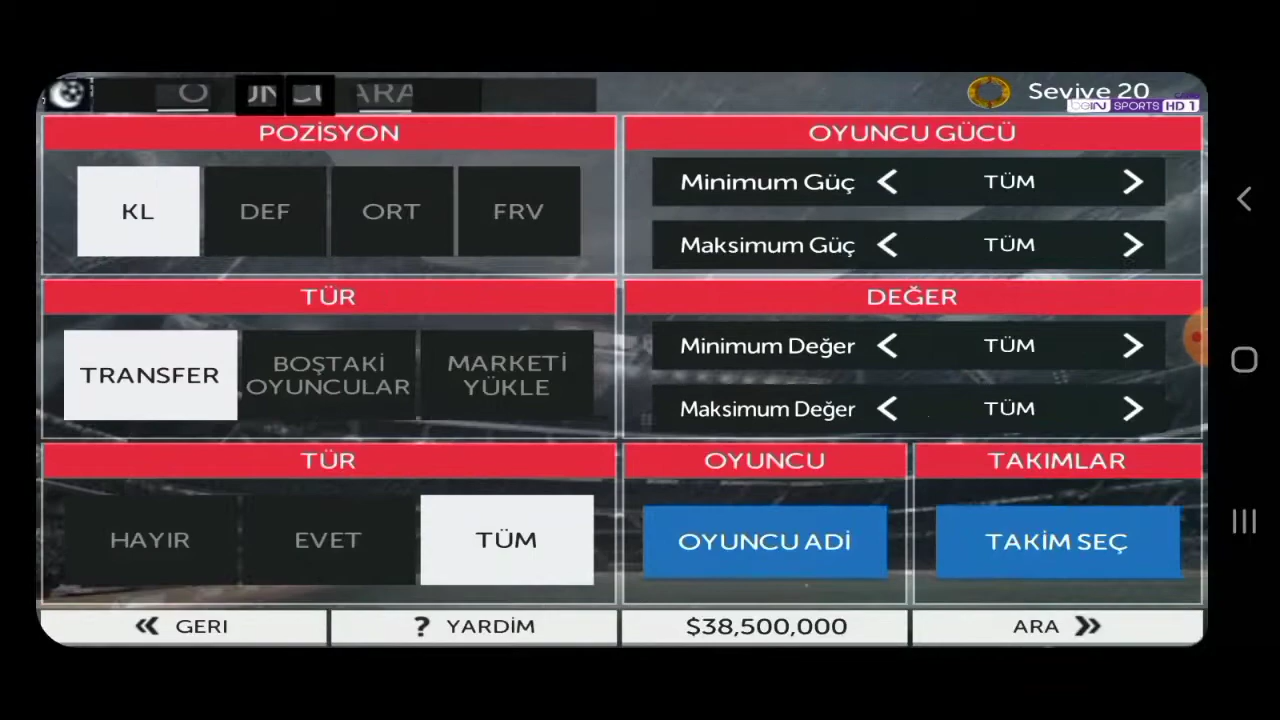 ARA
Seviye 20
beIN SPORTS HD 1
POZİSYON
KL
DEF
ORT
FRV
OYUNCU GÜCÜ
Minimum Güç
TÜM
Maksimum Güç
TÜM
TÜR
TRANSFER
BOŞTAKİ
OYUNCULAR
MARKETİ
YÜKLE
DEĞER
Minimum Değer
TÜM
Maksimum Değer
TÜM
TÜR
HAYIR
EVET
TÜM
OYUNCU
OYUNCU ADİ
TAKIMLAR
TAKİM SEÇ
GERI
? YARDİM
$38,500,000
ARA